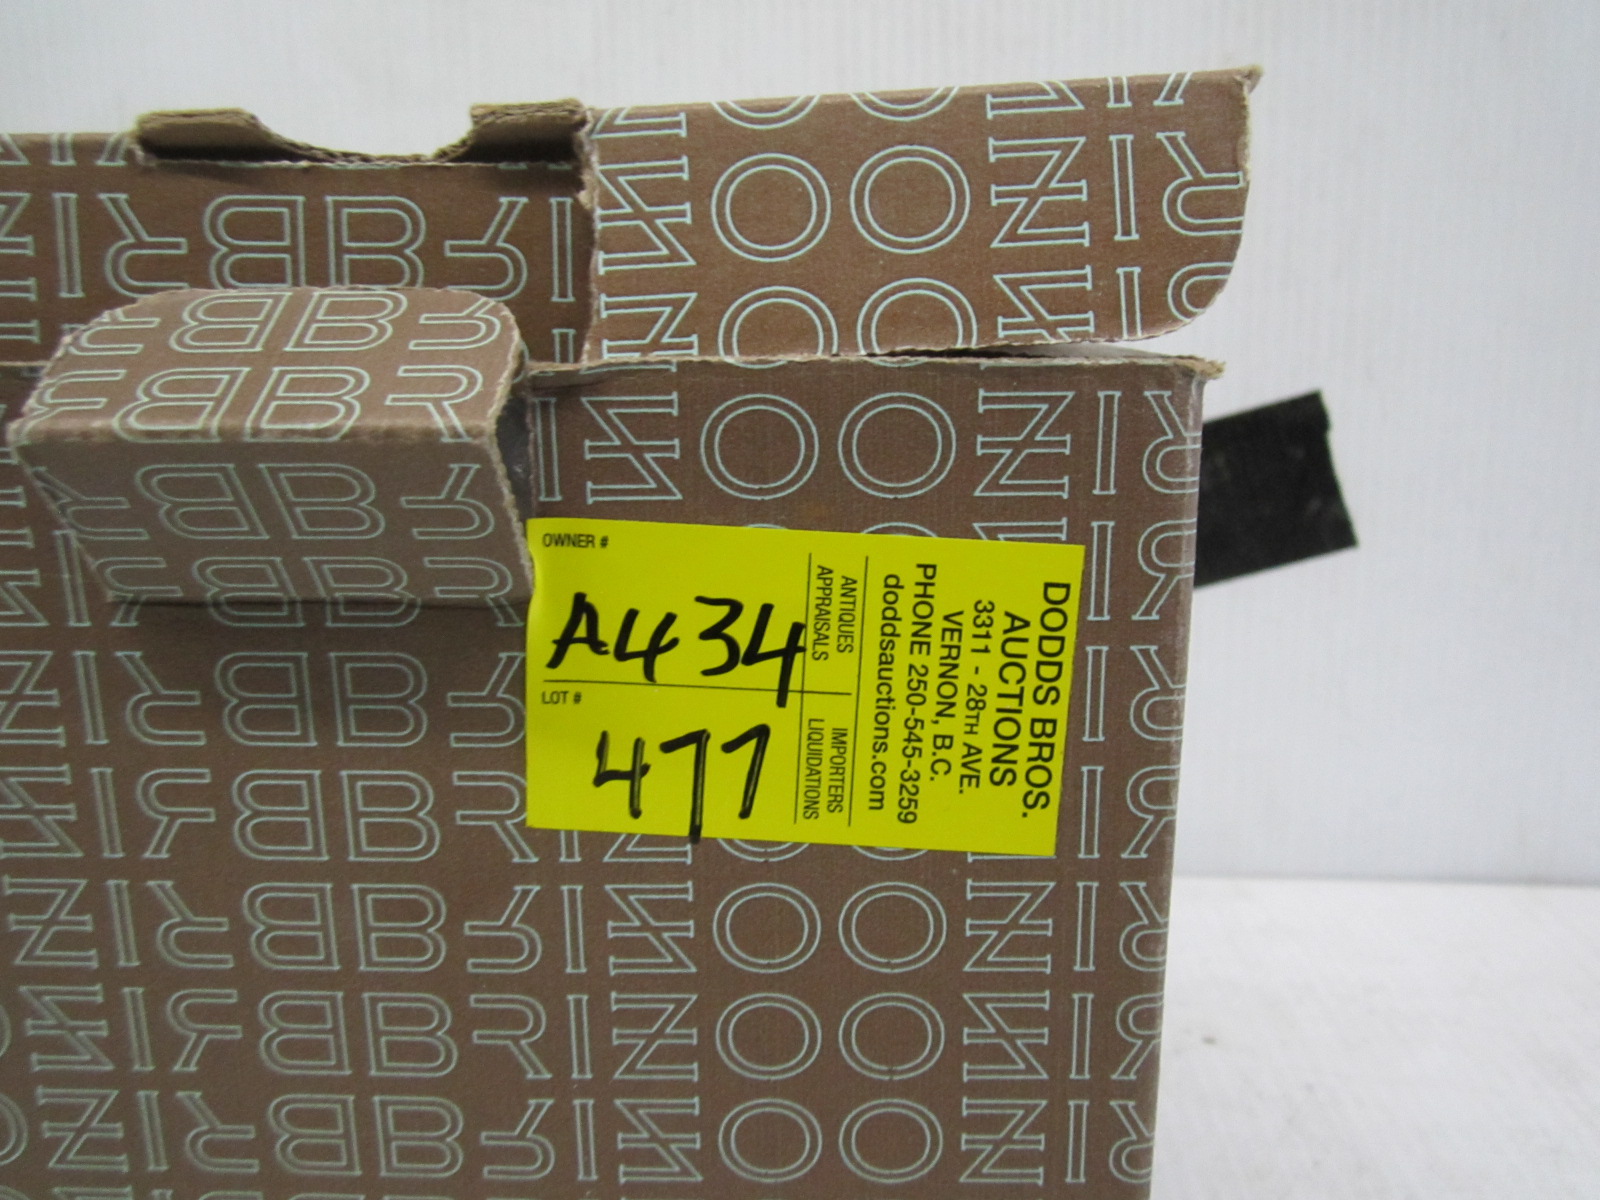 OWNER #
A434
LOT #
477
ANTIQUES
APPRAISALS
IMPORTERS
LIQUIDATIONS
DODDS BROS.
AUCTIONS
3311 - 28TH AVE.
VERNON, B.C.
PHONE 250-545-3259
doddsauctions.com